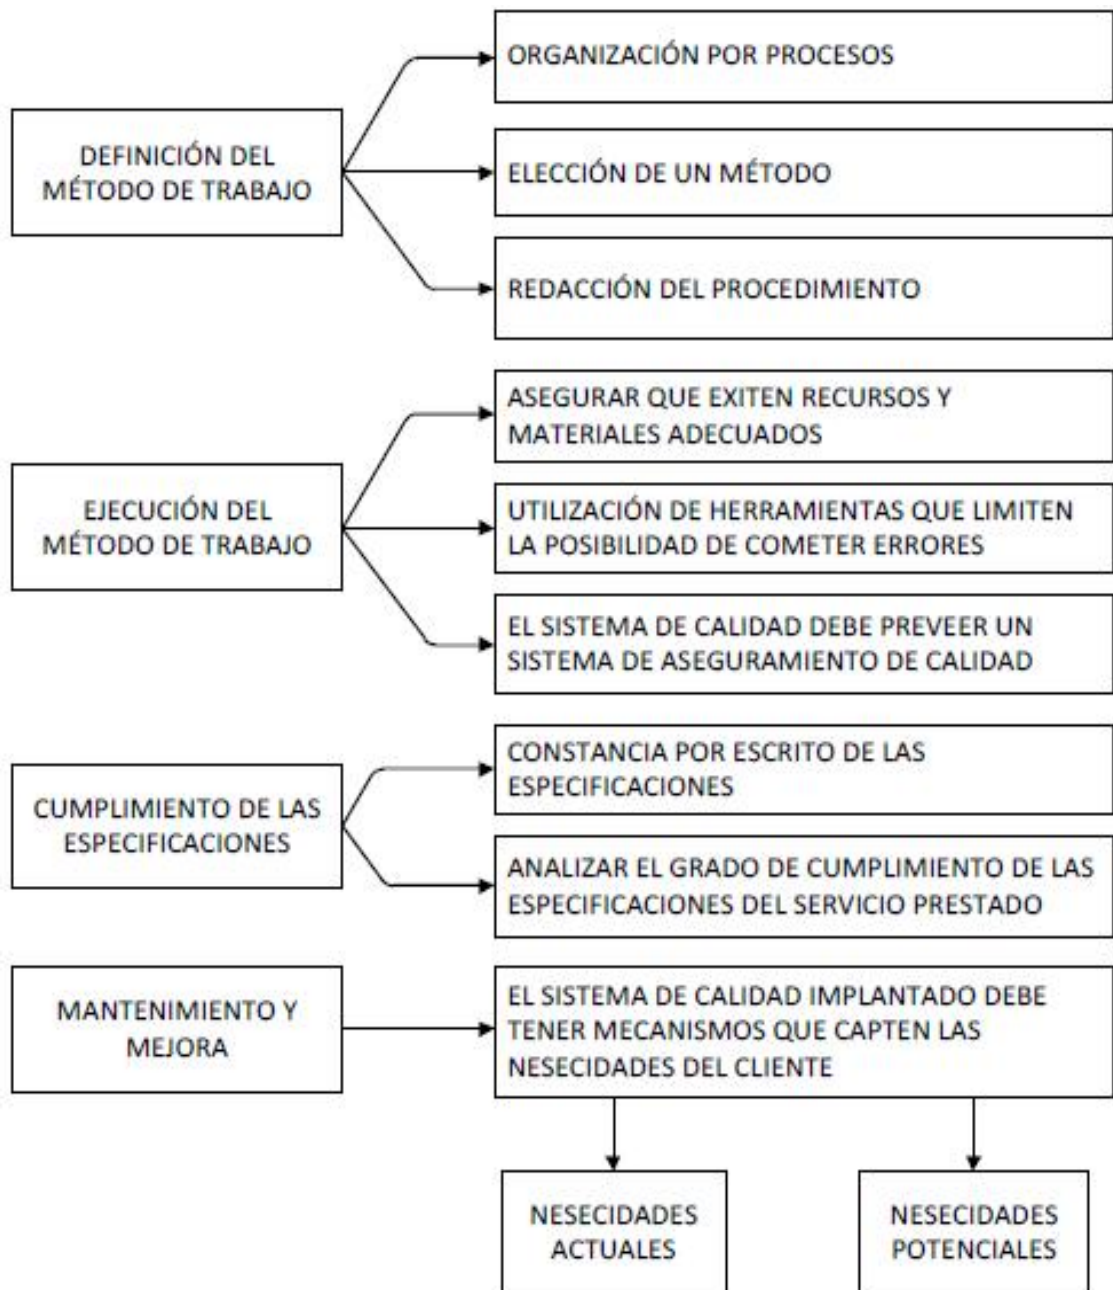 ORGANIZACIÓN POR PROCESOS
DEFINICIÓN DEL
MÉTODO DE TRABAJO
ELECCIÓN DE UN MÉTODO
REDACCIÓN DEL PROCEDIMIENTO
ASEGURAR QUE EXITEN RECURSOS Y
MATERIALES ADECUADOS
EJECUCIÓN DEL
MÉTODO DE TRABAJO
UTILIZACIÓN DE HERRAMIENTAS QUE LIMITEN
LA POSIBILIDAD DE COMETER ERRORES
EL SISTEMA DE CALIDAD DEBE PREVEER UN
SISTEMA DE ASEGURAMIENTO DE CALIDAD
CONSTANCIA POR ESCRITO DE LAS
ESPECIFICACIONES
CUMPLIMIENTO DE LAS
ESPECIFICACIONES
ANALIZAR EL GRADO DE CUMPLIMIENTO DE LAS
ESPECIFICACIONES DEL SERVICIO PRESTADO
MANTENIMIENTO Y
MEJORA
EL SISTEMA DE CALIDAD IMPLANTADO DEBE
TENER MECANISMOS QUE CAPTEN LAS
NESECIDADES DEL CLIENTE
NESECIDADES
ACTUALES
NESECIDADES
POTENCIALES